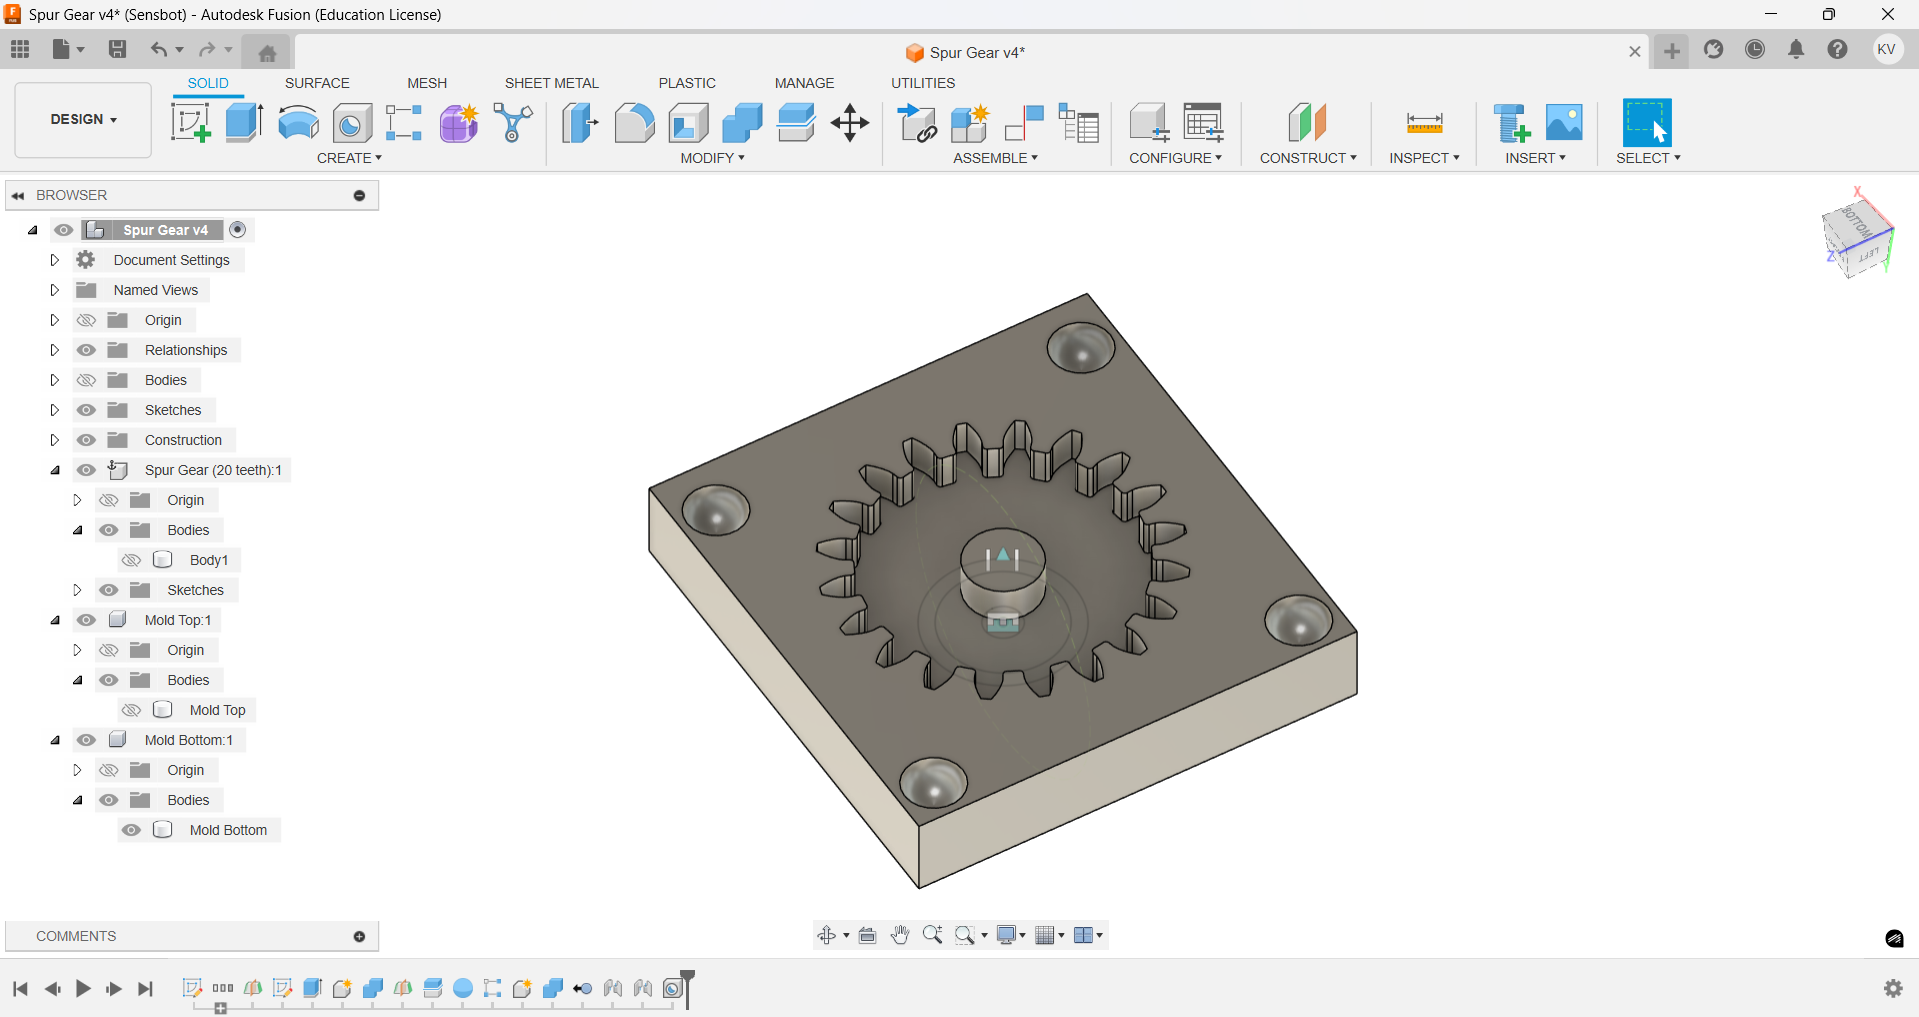 Spur Gear v4* (Sensbot) - Autodesk Fusion (Education License)
Spur Gear v4*
KV
DESIGN
SOLID
SURFACE
MESH
SHEET METAL
PLASTIC
MANAGE
UTILITIES
CREATE
MODIFY
ASSEMBLE
CONFIGURE
CONSTRUCT
INSPECT
INSERT
SELECT
BROWSER
Spur Gear v4
Document Settings
Named Views
Origin
Relationships
Bodies
Sketches
Construction
Spur Gear (20 teeth):1
Origin
Bodies
Body1
Sketches
Mold Top:1
Origin
Bodies
Mold Top
Mold Bottom:1
Origin
Bodies
Mold Bottom
X
BOTTOM
LEFT
Z
Y
COMMENTS